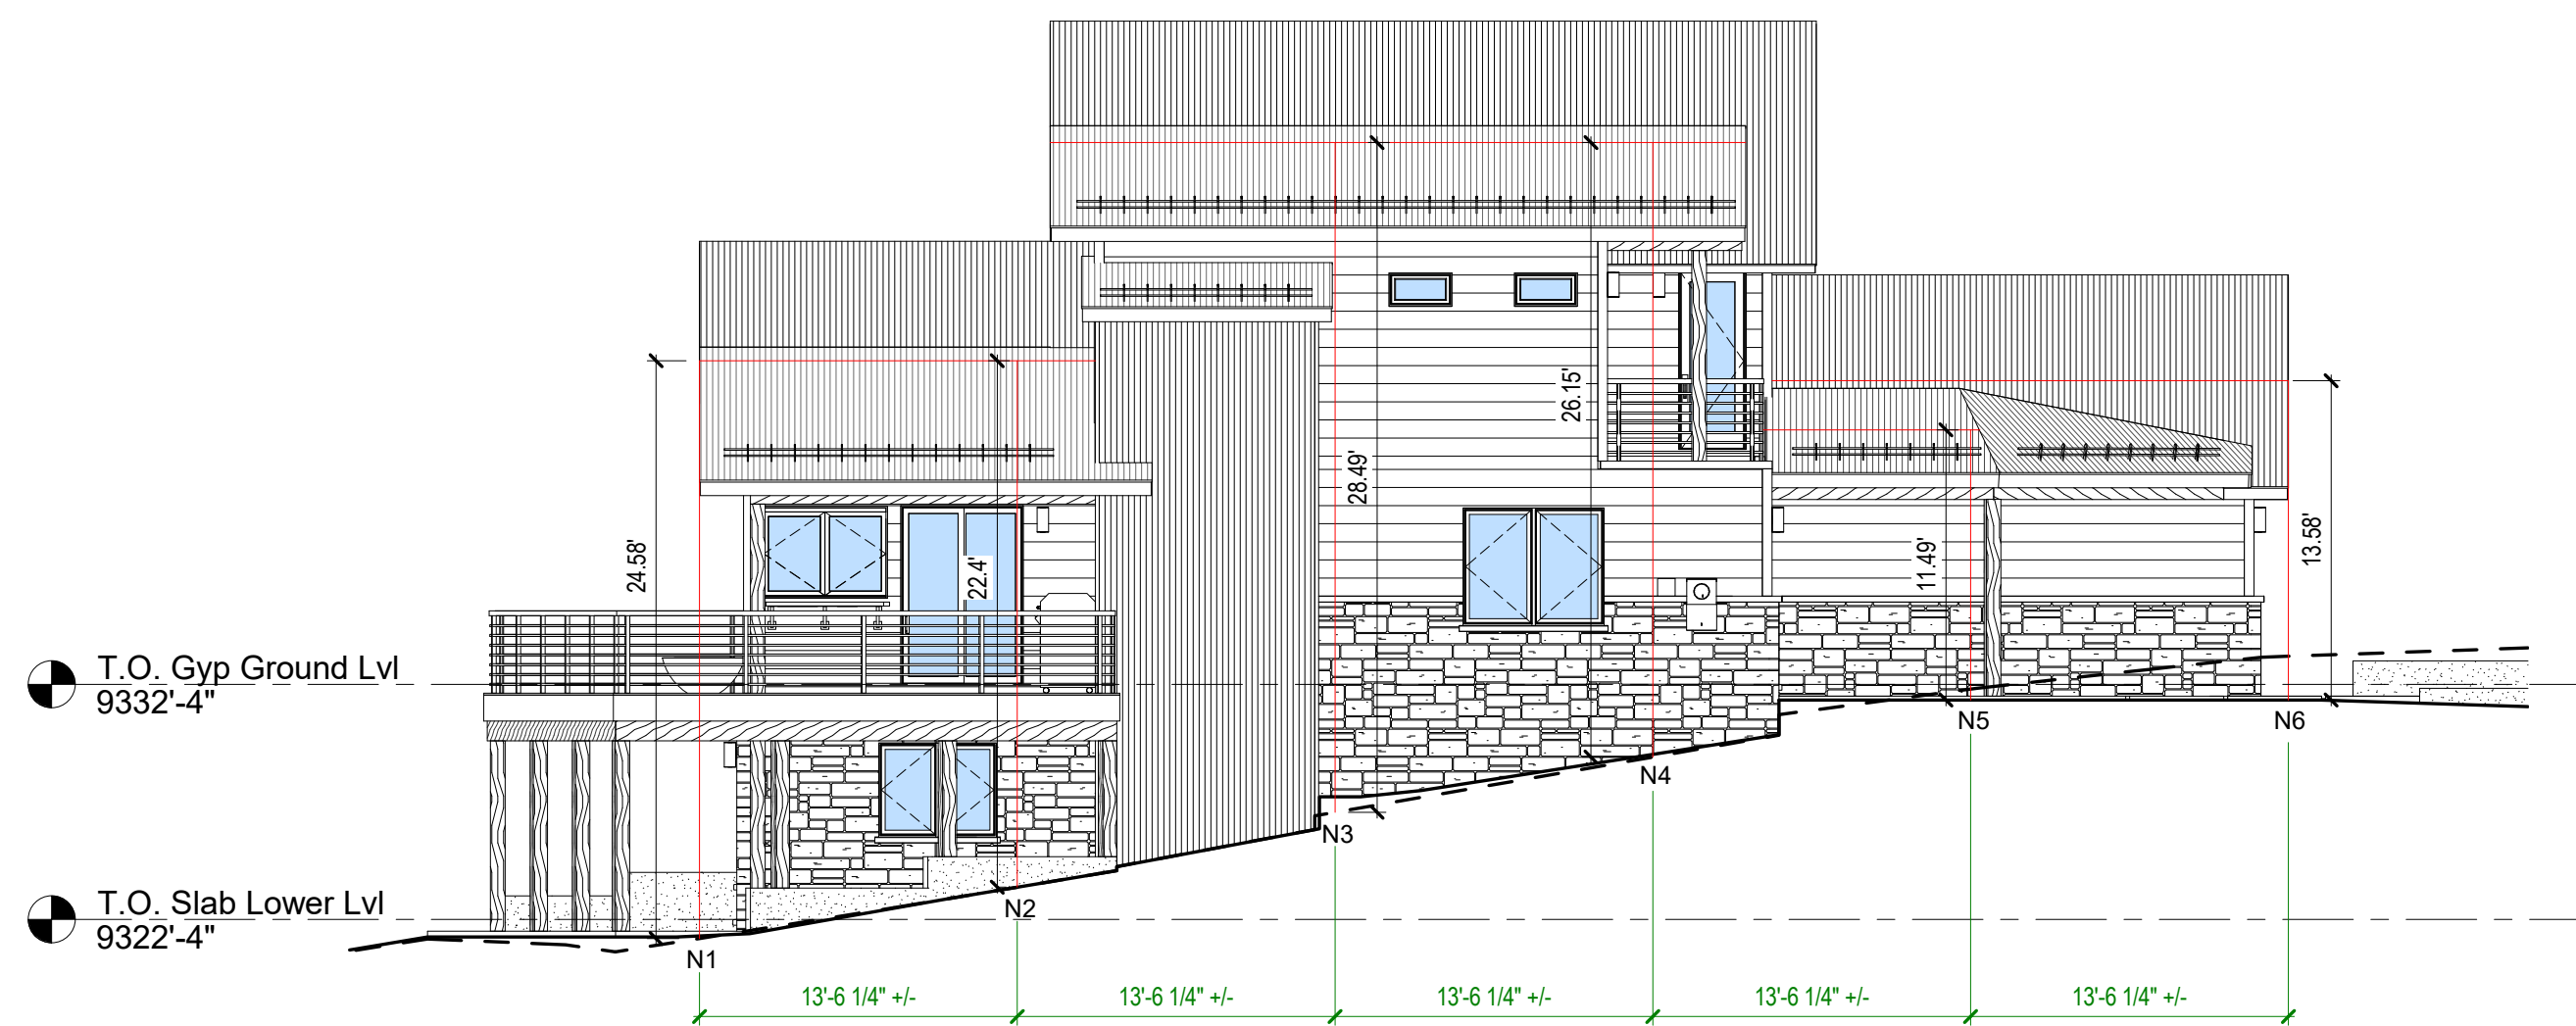 26.15'
28.49'
24.58'
22.4'
11.49'
13.58'
T.O. Gyp Ground Lvl
9332'-4"
N5
N6
N4
N3
T.O. Slab Lower Lvl
9322'-4"
N2
N1
13'-6 1/4" +/-
13'-6 1/4" +/-
13'-6 1/4" +/-
13'-6 1/4" +/-
13'-6 1/4" +/-